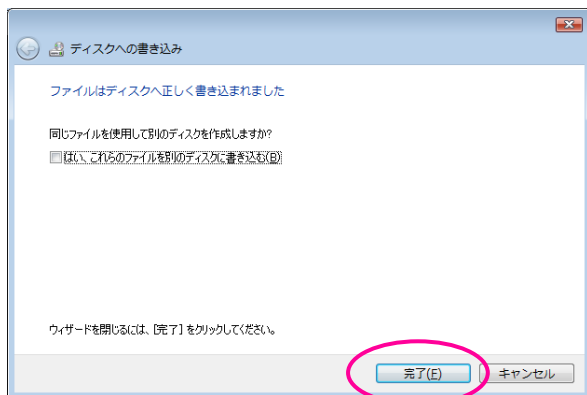 ディスクへの書き込み
ファイルはディスクへ正しく書き込まれました
同じファイルを使用して別のディスクを作成しますか?
はい、これらのファイルを別のディスクに書き込む(B)
ウィザードを閉じるには、[完了] をクリックしてください。
完了(F) キャンセル